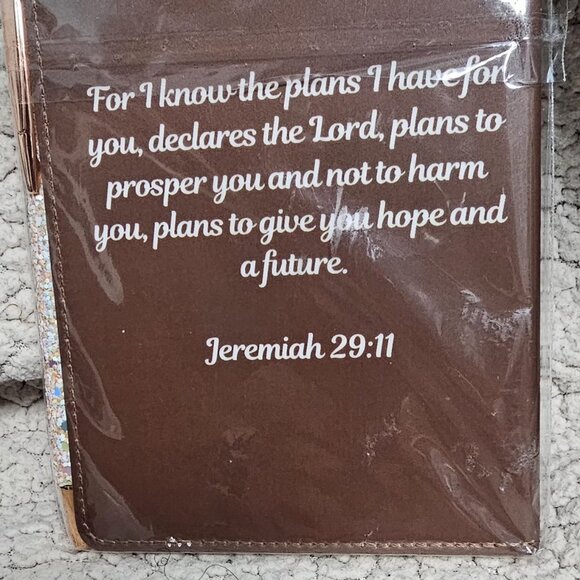 For I know the plans I have for
you, declares the Lord, plans to
prosper you and not to harm
you, plans to give you hope and
a future.
Jeremiah 29:11